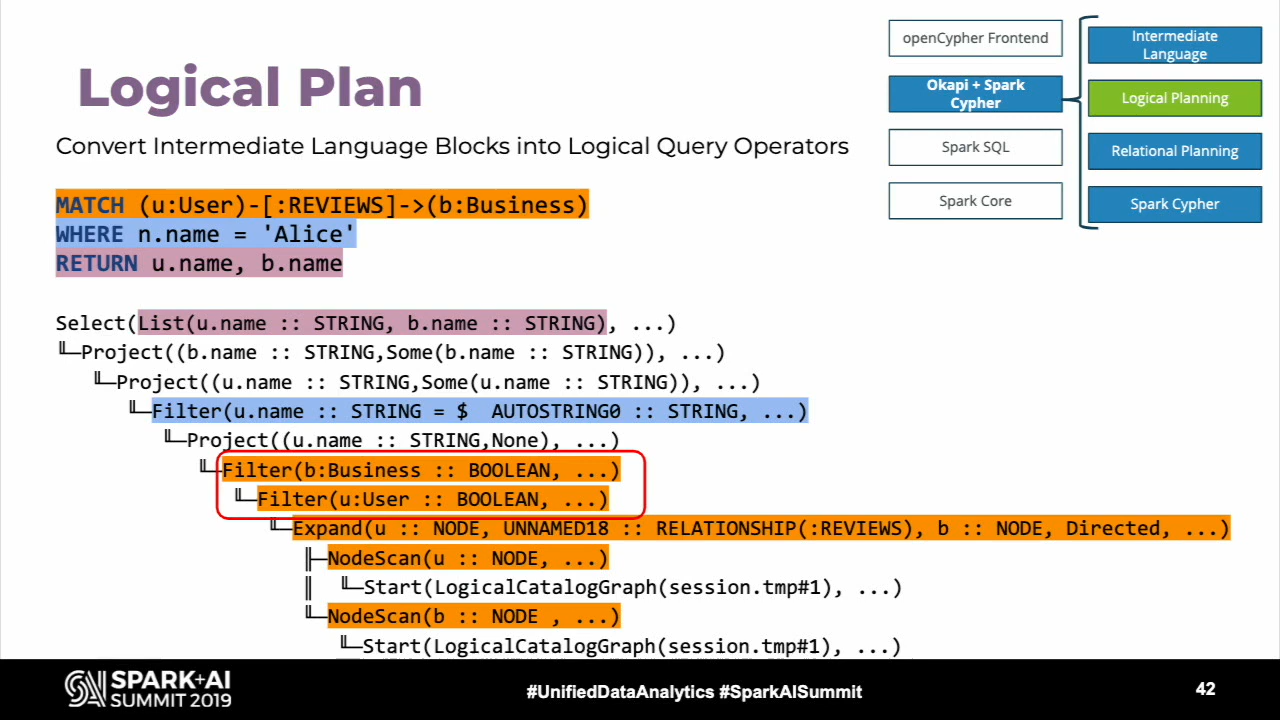 Logical Plan
Convert Intermediate Language Blocks into Logical Query Operators
openCypher Frontend
Okapi + Spark
Cypher
Spark SQL
Spark Core
Intermediate
Language
Logical Planning
Relational Planning
Spark Cypher
MATCH (u:User)-[:REVIEWS]->(b:Business)
WHERE n.name = 'Alice'
RETURN u.name, b.name
Select(List(u.name :: STRING, b.name :: STRING), ...)
╙─Project((b.name :: STRING,Some(b.name :: STRING)), ...)
╙─Project((u.name :: STRING,Some(u.name :: STRING)), ...)
╙─Filter(u.name :: STRING = $  AUTOSTRING0 :: STRING, ...)
╙─Project((u.name :: STRING,None), ...)
╙─Filter(b:Business :: BOOLEAN, ...)
╙─Filter(u:User :: BOOLEAN, ...)
╙─Expand(u :: NODE, UNNAMED18 :: RELATIONSHIP(:REVIEWS), b :: NODE, Directed, ...)
╟─NodeScan(u :: NODE, ...)
║ ╙─Start(LogicalCatalogGraph(session.tmp#1), ...)
╙─NodeScan(b :: NODE , ...)
╙─Start(LogicalCatalogGraph(session.tmp#1), ...)
SPARK+AI
SUMMIT 2019
#UnifiedDataAnalytics #SparkAISummit
42